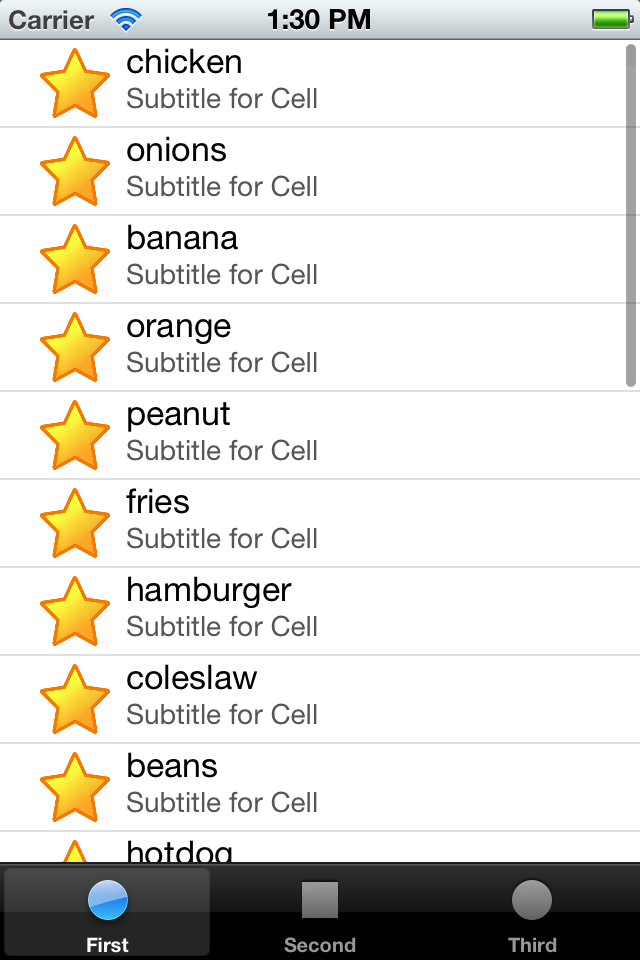 Carrier 1:30 PM
chicken
Subtitle for Cell
onions
Subtitle for Cell
banana
Subtitle for Cell
orange
Subtitle for Cell
peanut
Subtitle for Cell
fries
Subtitle for Cell
hamburger
Subtitle for Cell
coleslaw
Subtitle for Cell
beans
Subtitle for Cell
hotdog
First Second Third